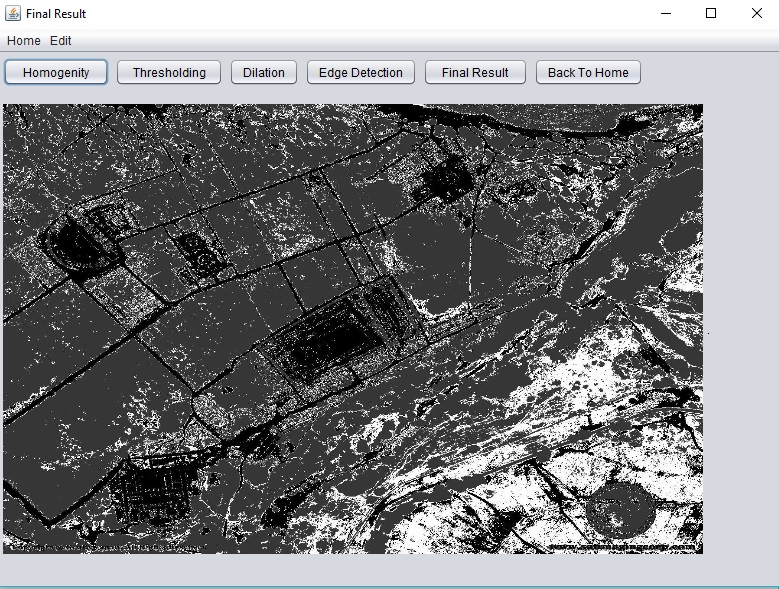 Final Result
Home Edit
Homogenity Thresholding Dilation Edge Detection Final Result Back To Home